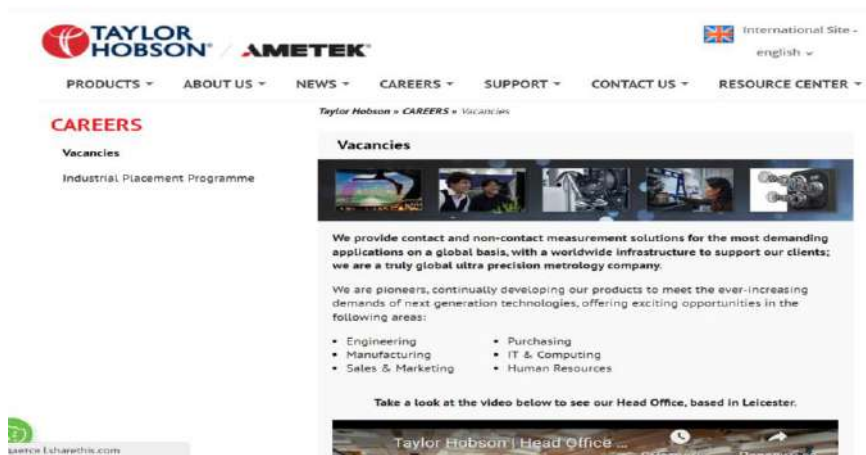 TAYLOR
HOBSON / AMETEK
International Site -
english
PRODUCTS ABOUT US NEWS CAREERS SUPPORT CONTACT US RESOURCE CENTER
CAREERS
Vacancies
Industrial Placement Programme
Taylor Hobson » CAREERS » Vacancies
Vacancies
We provide contact and non-contact measurement solutions for the most demanding
applications on a global basis, with a worldwide infrastructure to support our clients;
we are a truly global ultra precision metrology company.
We are pioneers, continually developing our products to meet the ever-increasing
demands of next generation technologies, offering exciting opportunities in the
following areas:
• Engineering
• Manufacturing
• Sales & Marketing
• Purchasing
• IT & Computing
• Human Resources
Take a look at the video below to see our Head Office, based in Leicester.
Taylor Hobson | Head Office ...
l.sharethis.com